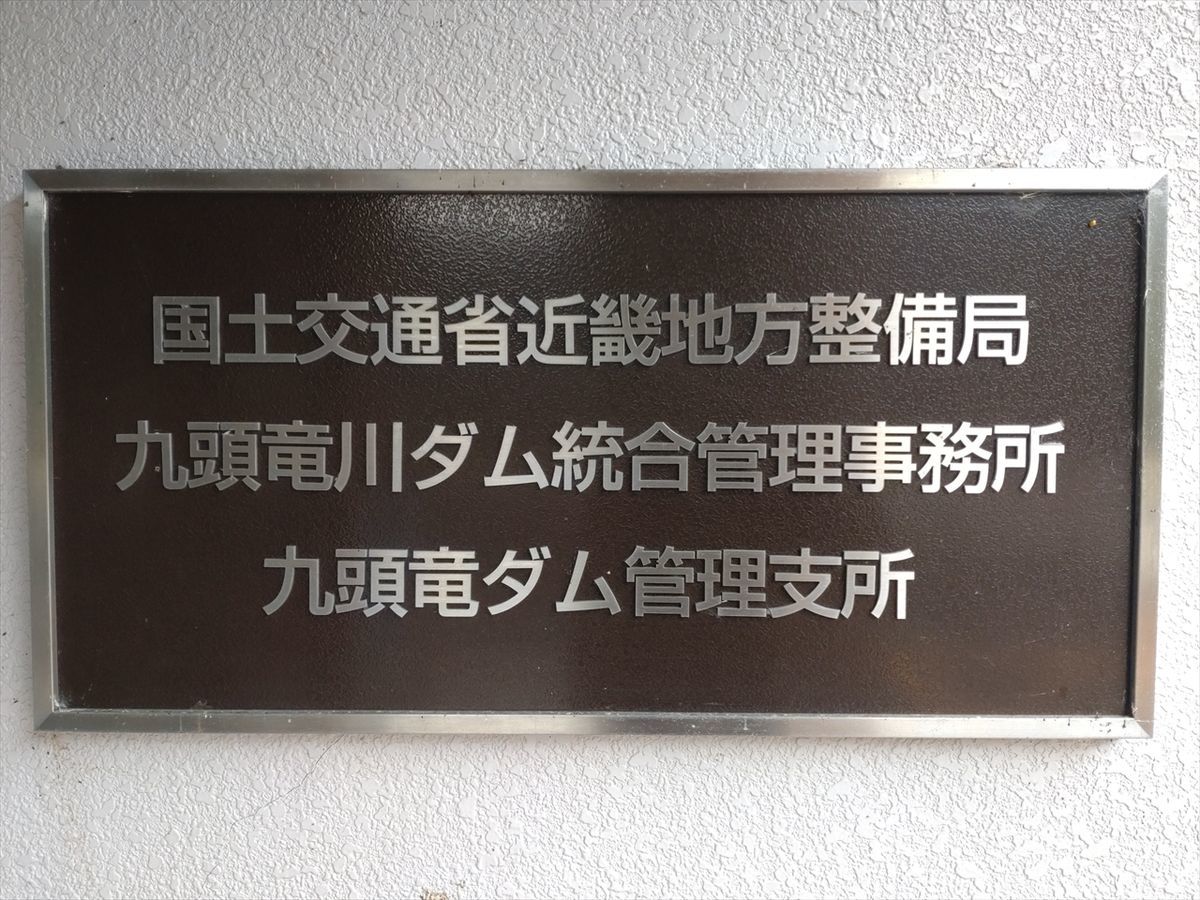 国土交通省近畿地方整備局
九頭竜川ダム統合管理事務所
九頭竜ダム管理支所